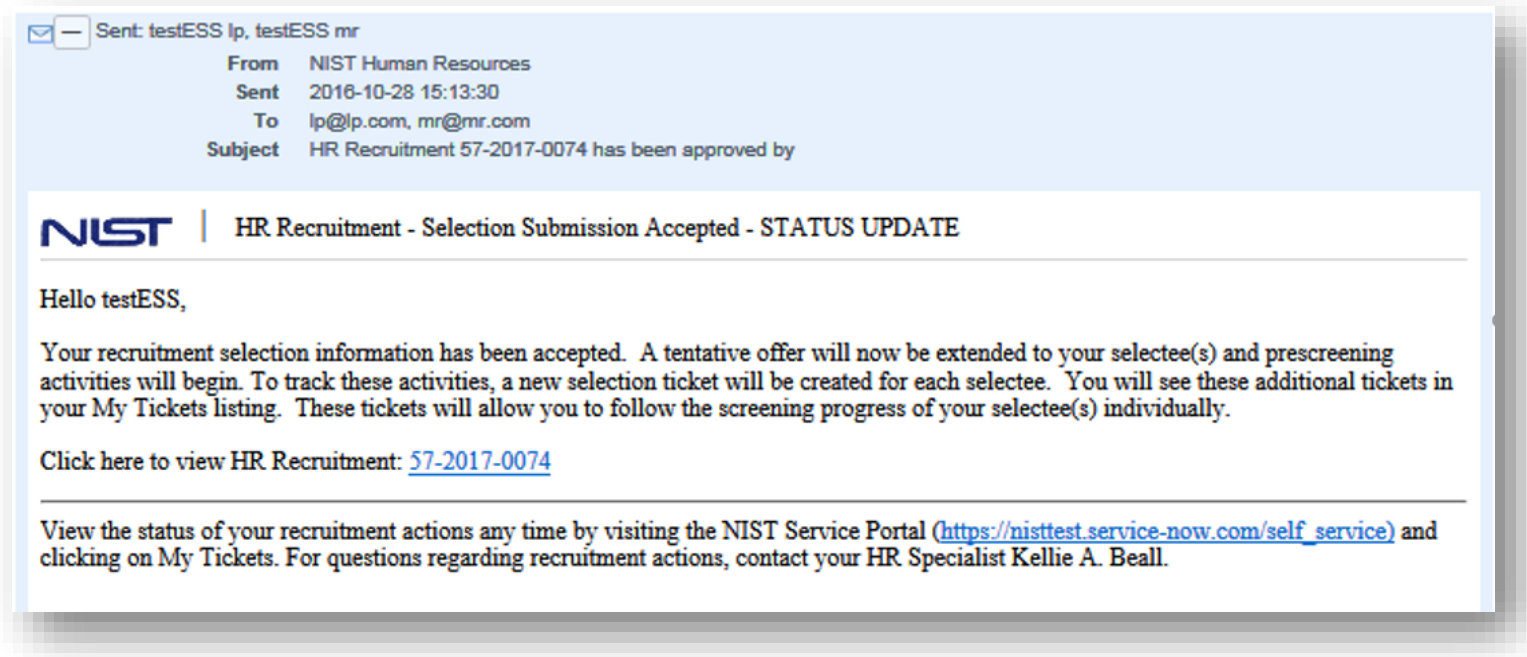 Sent: testESS lp, testESS mr
From NIST Human Resources
Sent 2016-10-28 15:13:30
To lp@lp.com, mr@mr.com
Subject HR Recruitment 57-2017-0074 has been approved by
NIST | HR Recruitment - Selection Submission Accepted - STATUS UPDATE
Hello testESS,
Your recruitment selection information has been accepted.  A tentative offer will now be extended to your selectee(s) and prescreening
activities will begin. To track these activities, a new selection ticket will be created for each selectee.  You will see these additional tickets in
your My Tickets listing.  These tickets will allow you to follow the screening progress of your selectee(s) individually.
Click here to view HR Recruitment: 57-2017-0074
View the status of your recruitment actions any time by visiting the NIST Service Portal (https://nisttest.service-now.com/self_service) and
clicking on My Tickets. For questions regarding recruitment actions, contact your HR Specialist Kellie A. Beall.